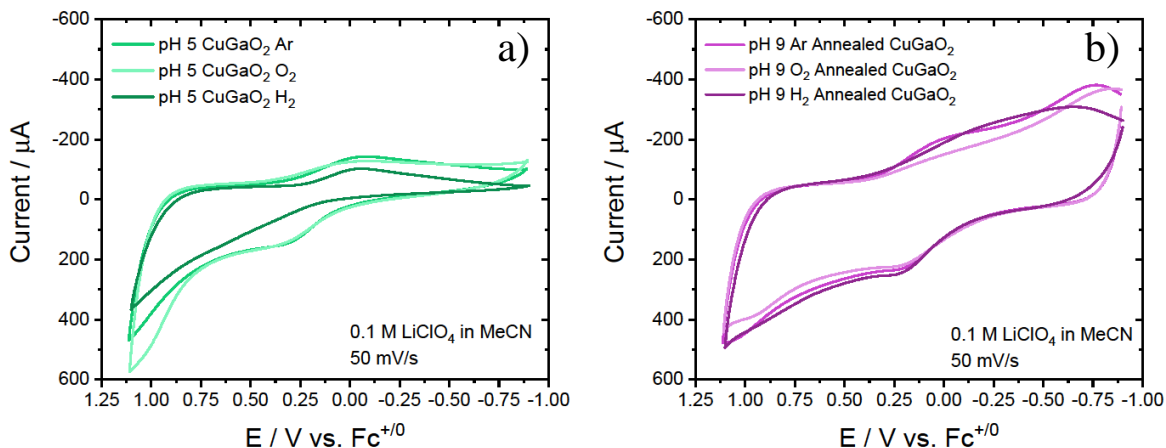 a)
pH 5 CuGaO₂ Ar
pH 5 CuGaO₂ O₂
pH 5 CuGaO₂ H₂
-600
-400
-200
0
200
400
600
Current / μA
0.1 M LiClO₄ in MeCN
50 mV/s
1.25 1.00 0.75 0.50 0.25 0.00 -0.25 -0.50 -0.75 -1.00
E / V vs. Fc⁺/⁰
b)
pH 9 Ar Annealed CuGaO₂
pH 9 O₂ Annealed CuGaO₂
pH 9 H₂ Annealed CuGaO₂
-600
-400
-200
0
200
400
600
Current / μA
0.1 M LiClO₄ in MeCN
50 mV/s
1.25 1.00 0.75 0.50 0.25 0.00 -0.25 -0.50 -0.75 -1.00
E / V vs. Fc⁺/⁰